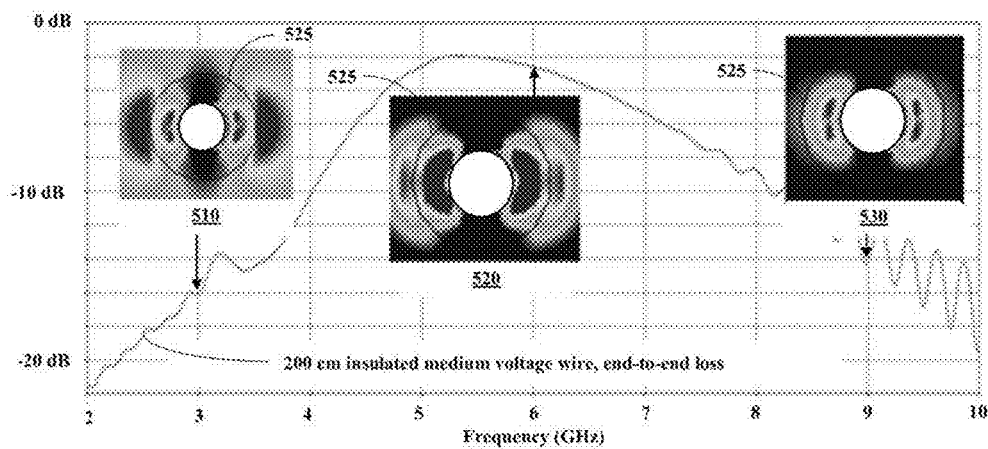 0 dB
525
525
525
-10 dB
510
520
530
-20 dB
200 cm insulated medium voltage wire, end-to-end loss
2 3 4 5 6 7 8 9 10
Frequency (GHz)